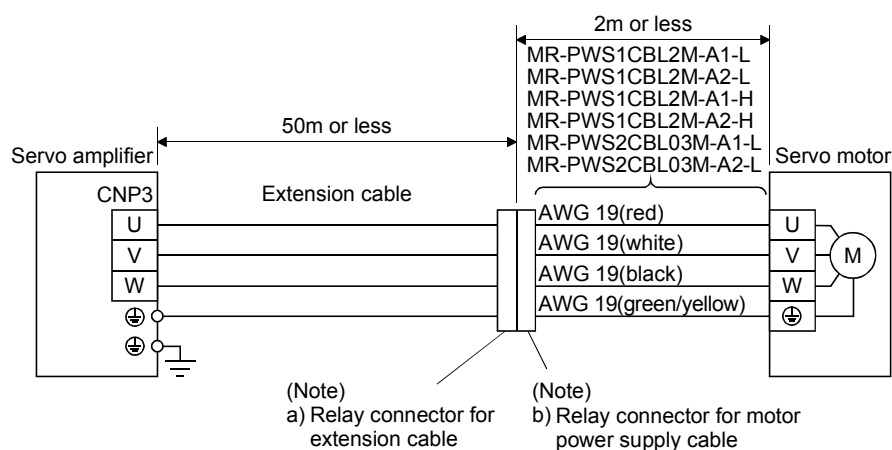 2m or less
MR-PWS1CBL2M-A1-L
MR-PWS1CBL2M-A2-L
MR-PWS1CBL2M-A1-H
MR-PWS1CBL2M-A2-H
MR-PWS2CBL03M-A1-L
MR-PWS2CBL03M-A2-L
50m or less
Servo amplifier
Servo motor
CNP3
Extension cable
U
V
W
AWG 19(red)
AWG 19(white)
AWG 19(black)
AWG 19(green/yellow)
U
V
W
M
(Note)
a) Relay connector for
extension cable
(Note)
b) Relay connector for motor
power supply cable